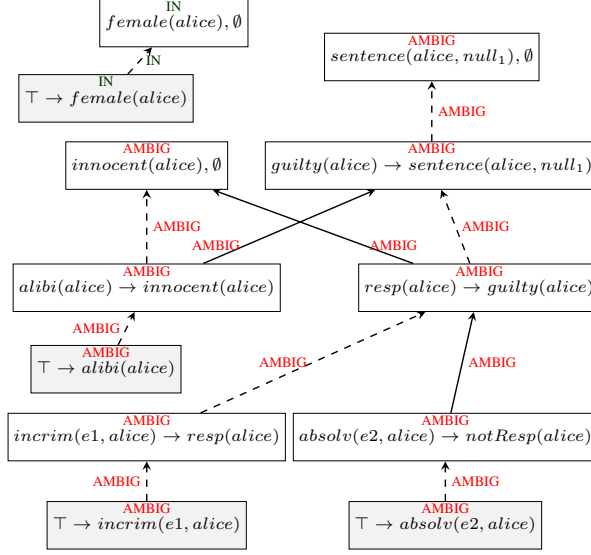 IN
female(alice), ∅
IN
IN
⊤ → female(alice)
AMBIG
sentence(alice, null₁), ∅
AMBIG
innocent(alice), ∅
AMBIG
guilty(alice) → sentence(alice, null₁)
AMBIG
AMBIG
AMBIG
AMBIG
AMBIG
alibi(alice) → innocent(alice)
AMBIG
resp(alice) → guilty(alice)
AMBIG
AMBIG
⊤ → alibi(alice)
AMBIG
AMBIG
AMBIG
incrim(e1, alice) → resp(alice)
AMBIG
absolv(e2, alice) → notResp(alice)
AMBIG
AMBIG
AMBIG
⊤ → incrim(e1, alice)
AMBIG
⊤ → absolv(e2, alice)